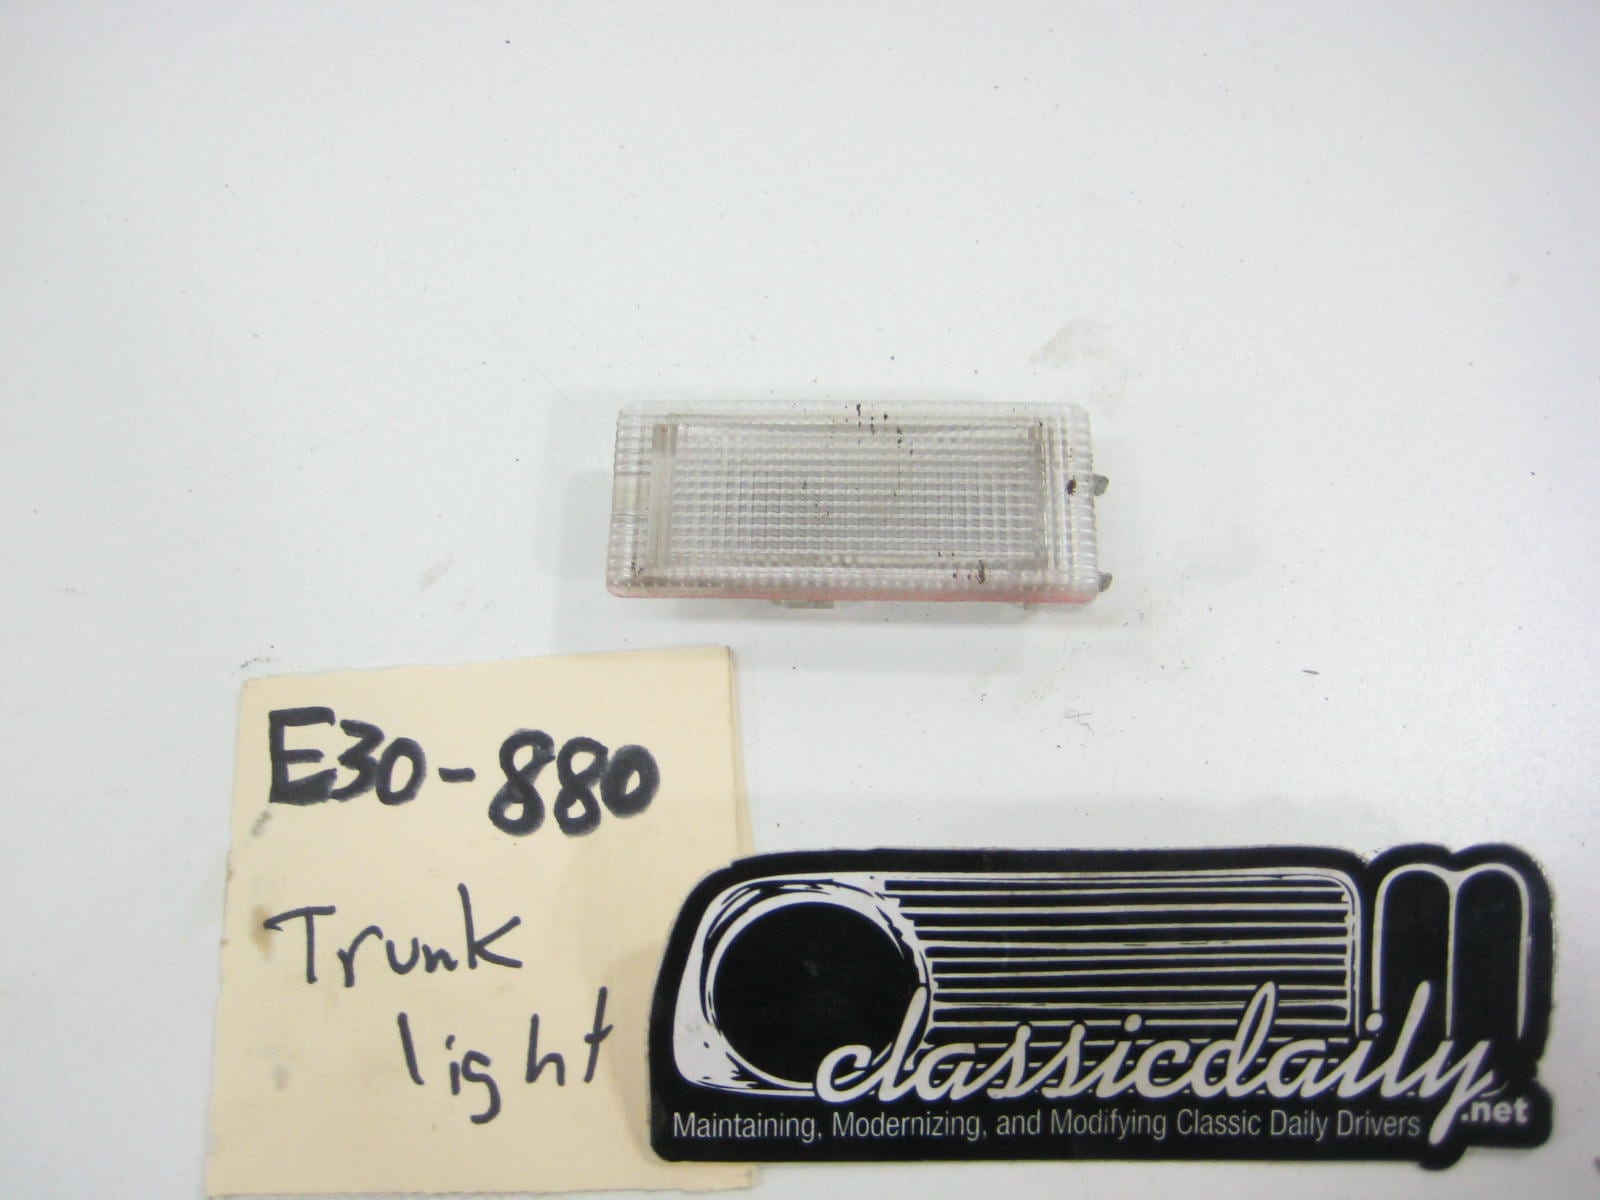 E30-880
Trunk
light
classicdaily.net
Maintaining, Modernizing, and Modifying Classic Daily Drivers